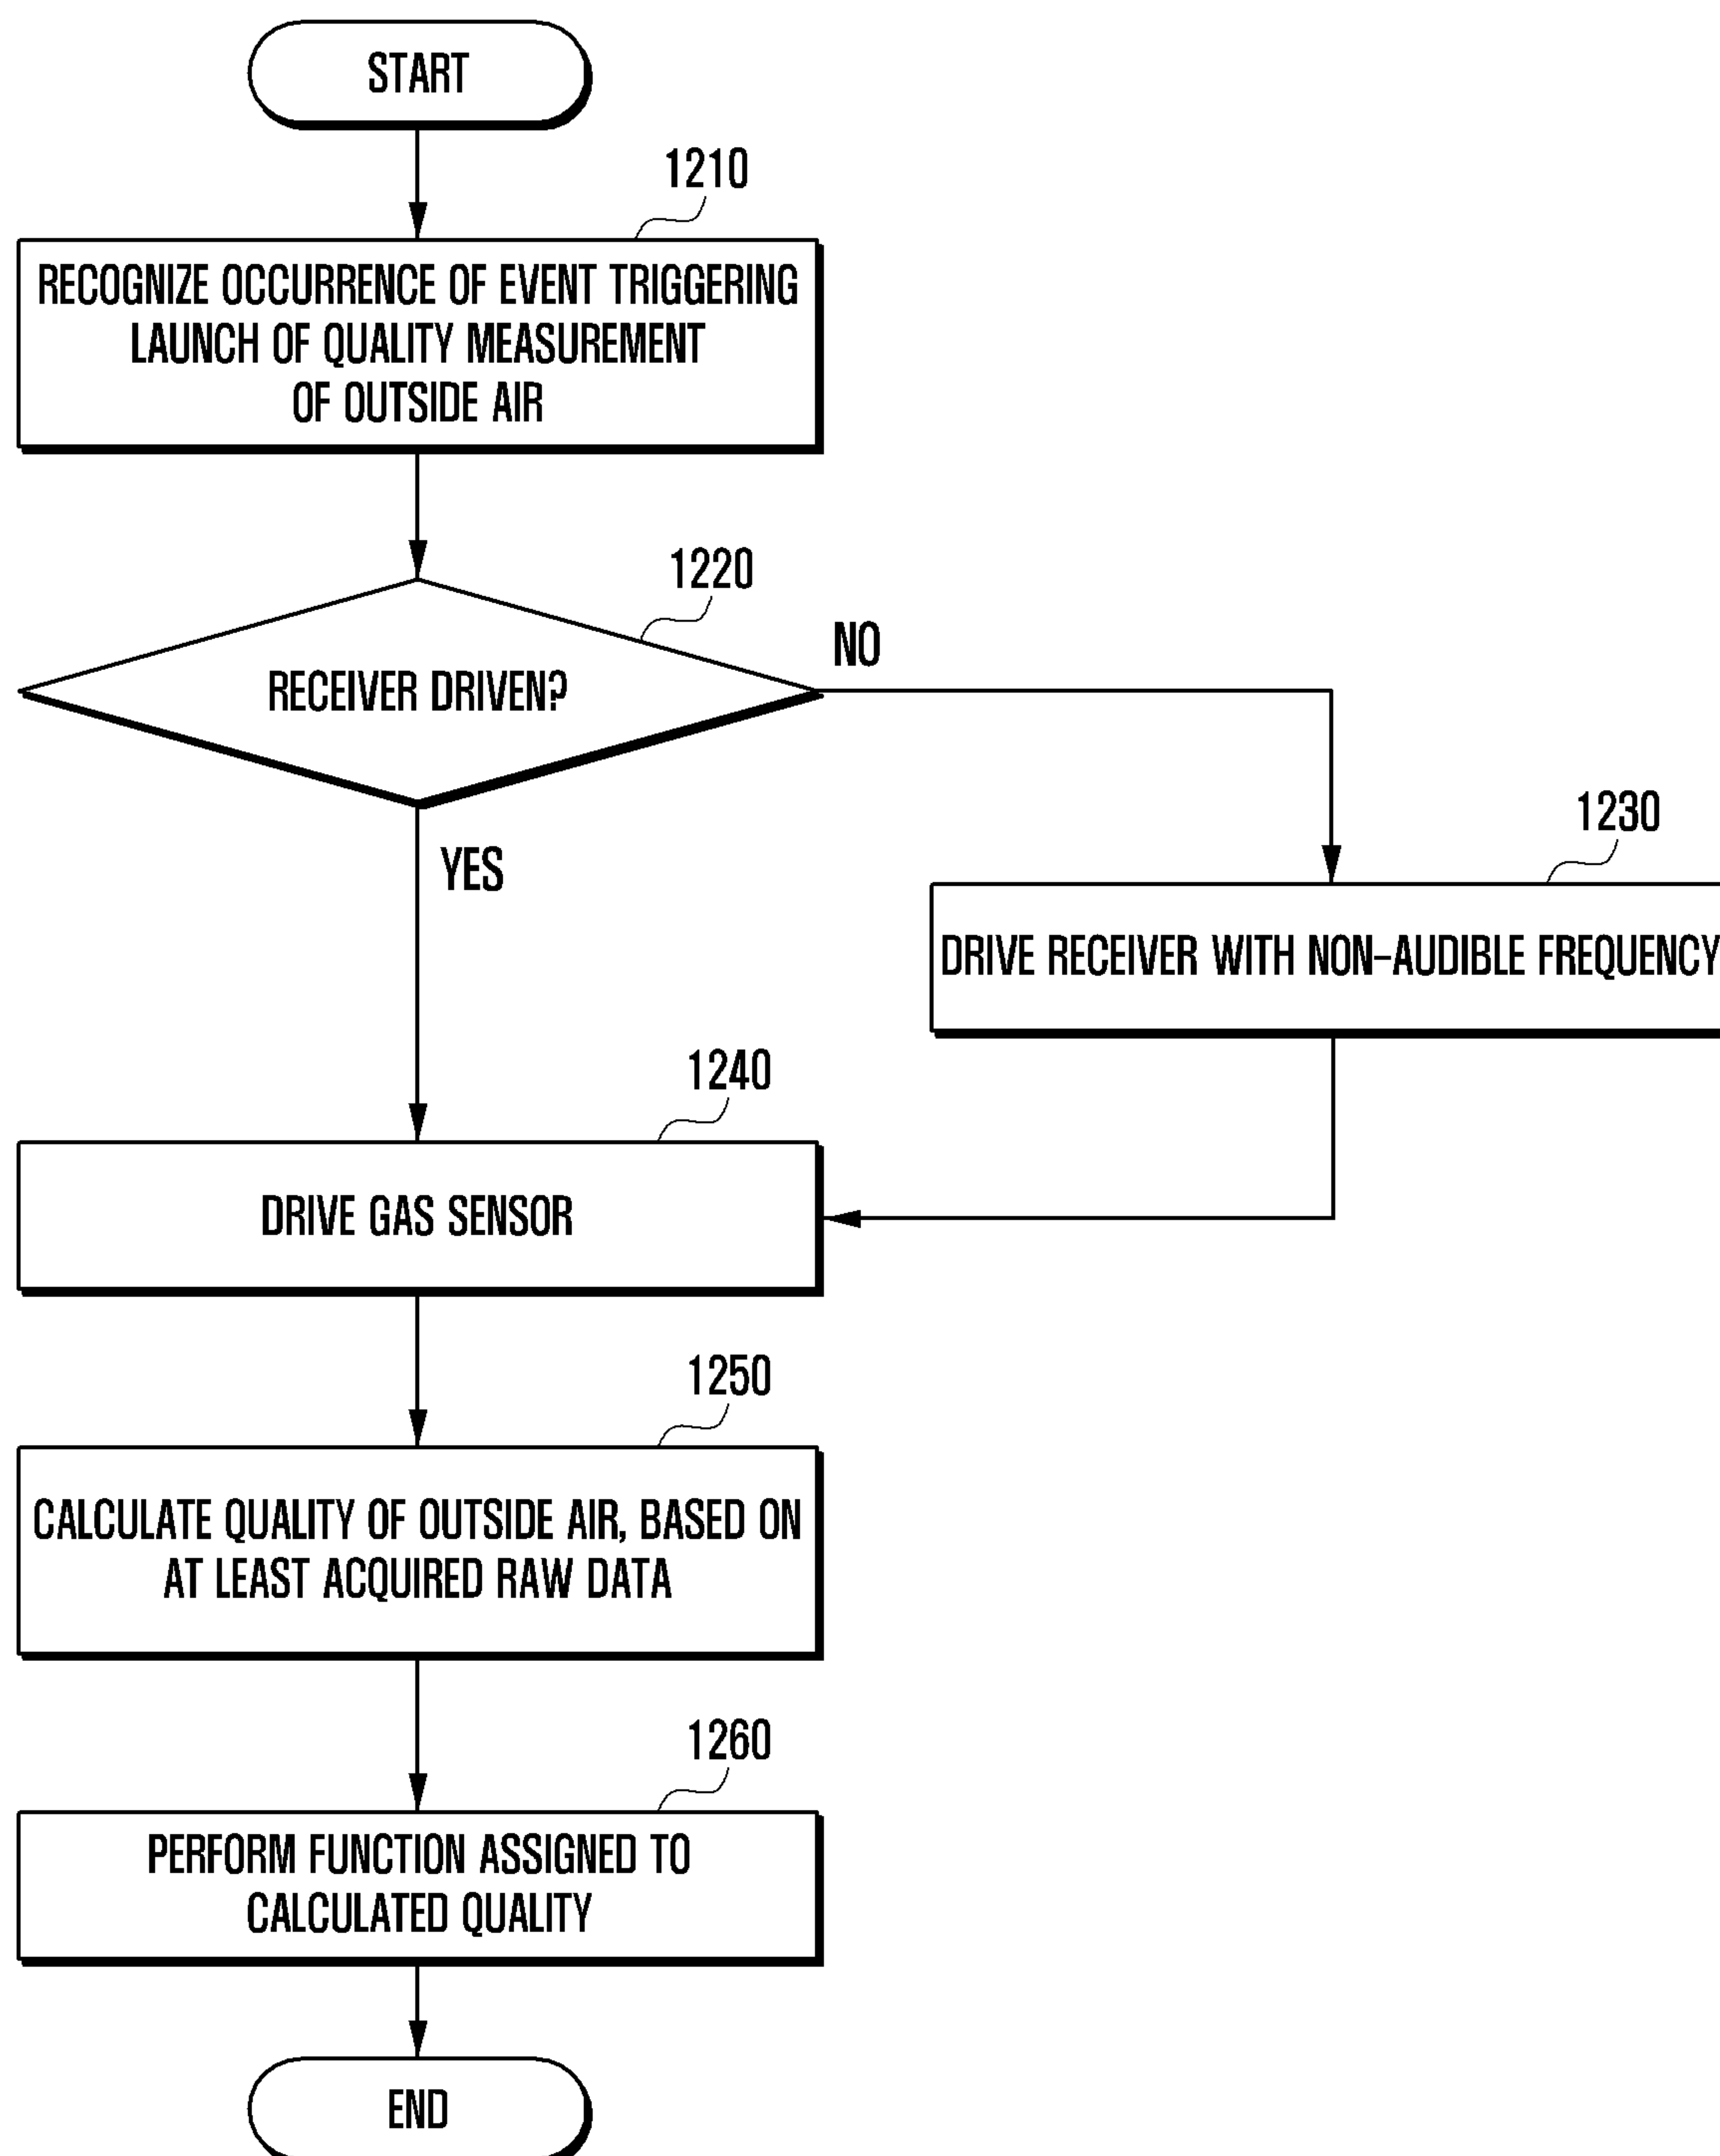 START
1210
RECOGNIZE OCCURRENCE OF EVENT TRIGGERING
LAUNCH OF QUALITY MEASUREMENT
OF OUTSIDE AIR
1220
RECEIVER DRIVEN?
NO
YES
1230
DRIVE RECEIVER WITH NON-AUDIBLE FREQUENCY
1240
DRIVE GAS SENSOR
1250
CALCULATE QUALITY OF OUTSIDE AIR, BASED ON
AT LEAST ACQUIRED RAW DATA
1260
PERFORM FUNCTION ASSIGNED TO
CALCULATED QUALITY
END